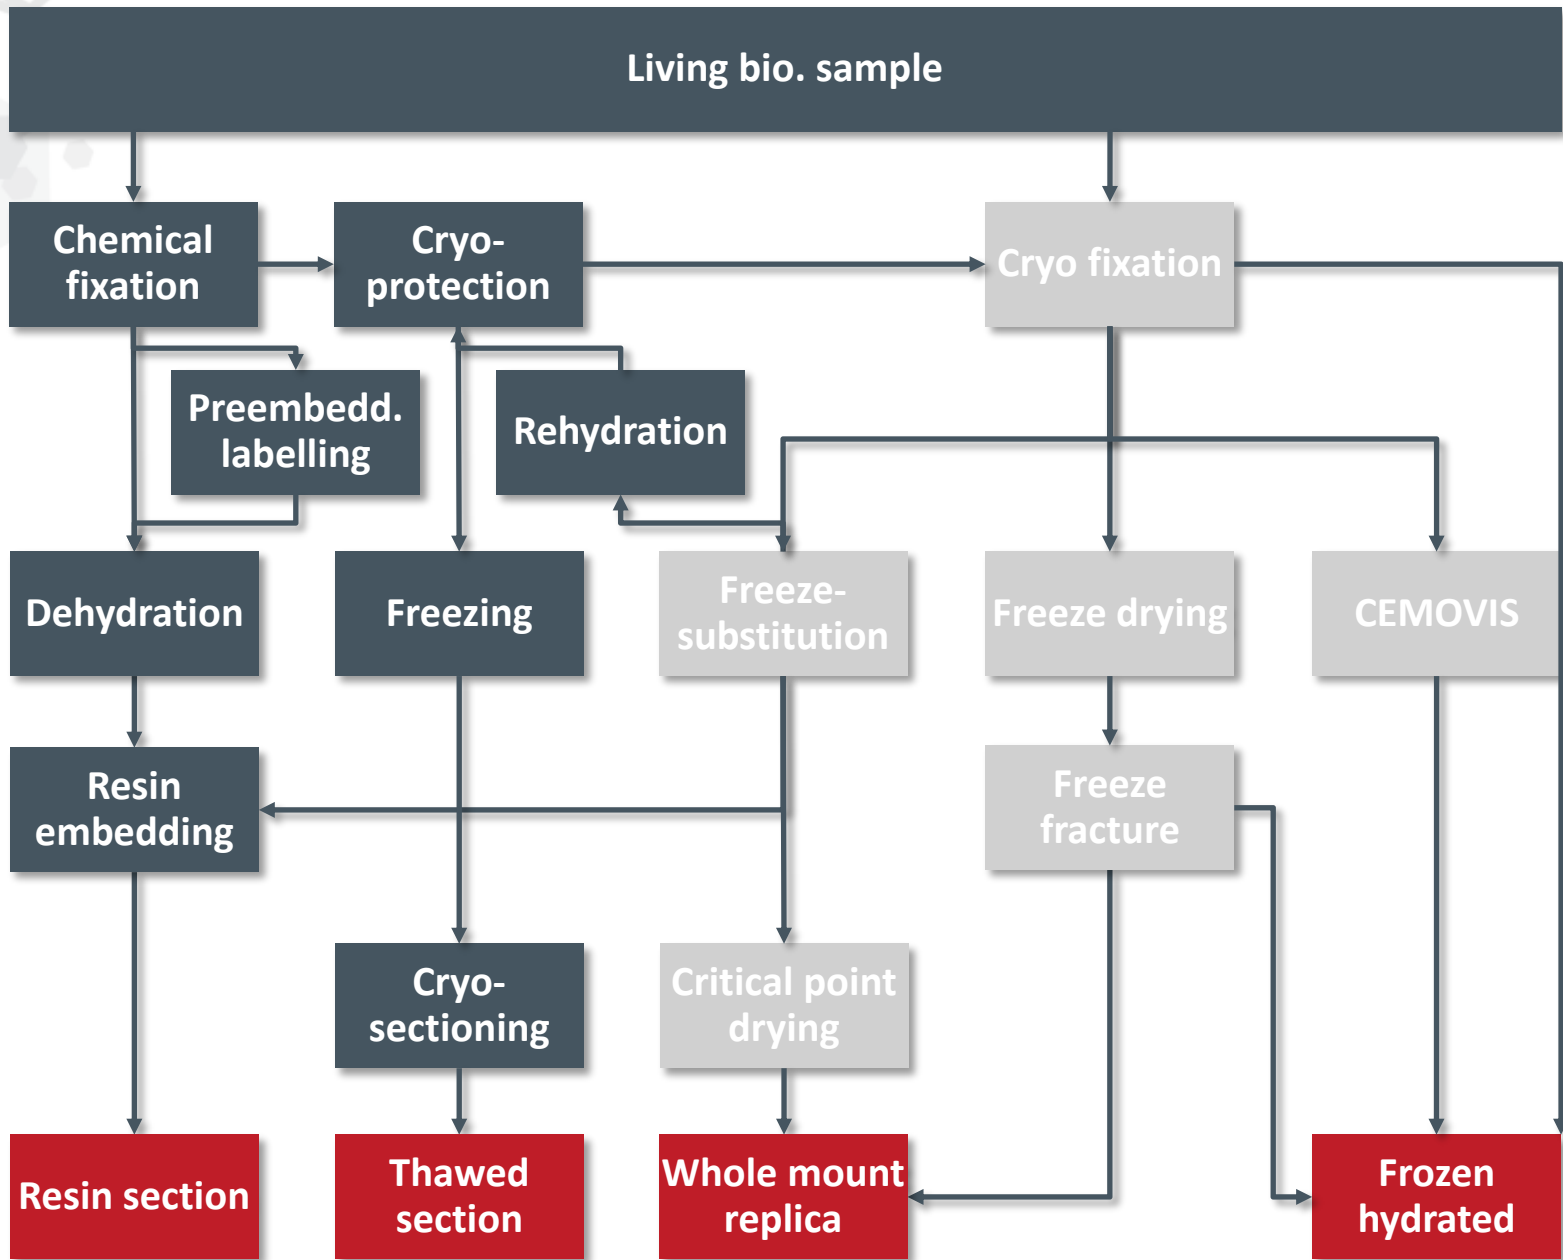 Living bio. sample
Chemical
fixation
Cryo-
protection
Cryo fixation
Preembedd.
labelling
Rehydration
Dehydration
Freezing
Freeze-
substitution
Freeze drying
CEMOVIS
Resin
embedding
Freeze
fracture
Cryo-
sectioning
Critical point
drying
Resin section
Thawed
section
Whole mount
replica
Frozen
hydrated